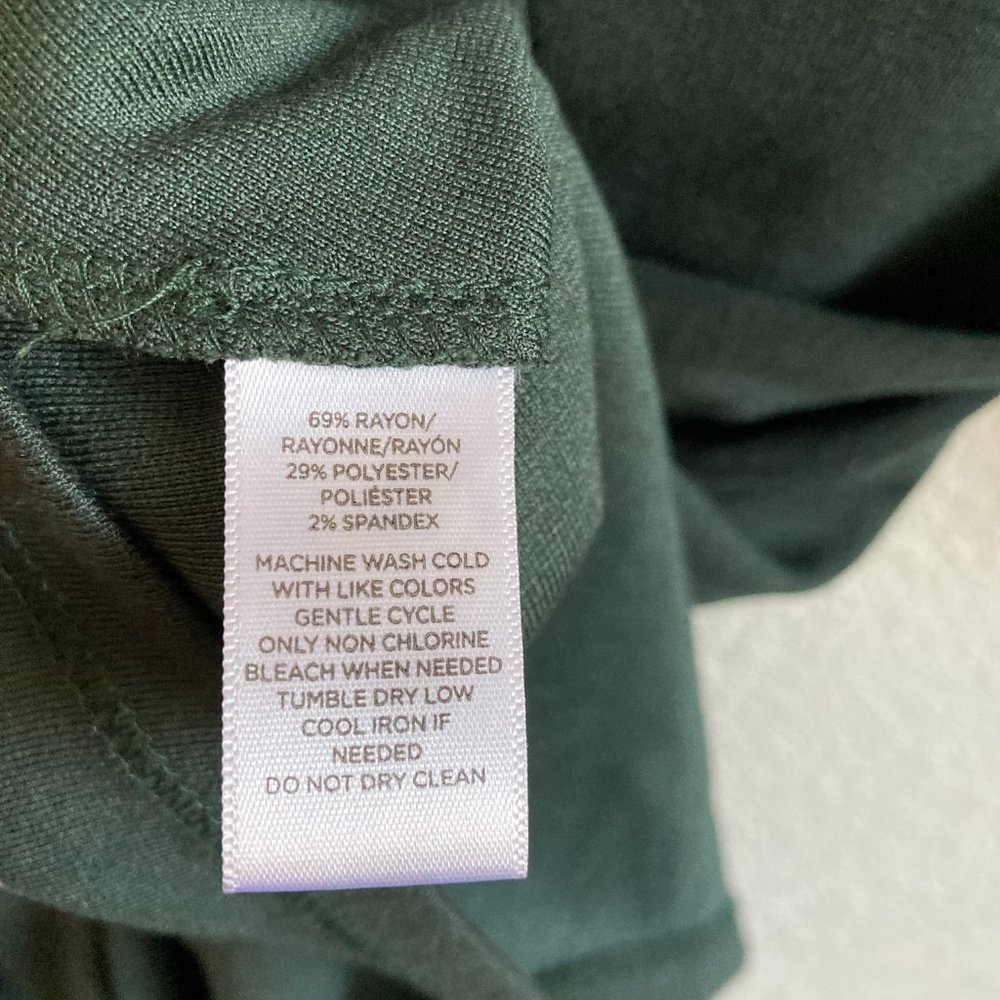 69% RAYON/
RAYONNE/RAYÓN
29% POLYESTER/
POLIÉSTER
2% SPANDEX
MACHINE WASH COLD
WITH LIKE COLORS
GENTLE CYCLE
ONLY NON CHLORINE
BLEACH WHEN NEEDED
TUMBLE DRY LOW
COOL IRON IF
NEEDED
DO NOT DRY CLEAN